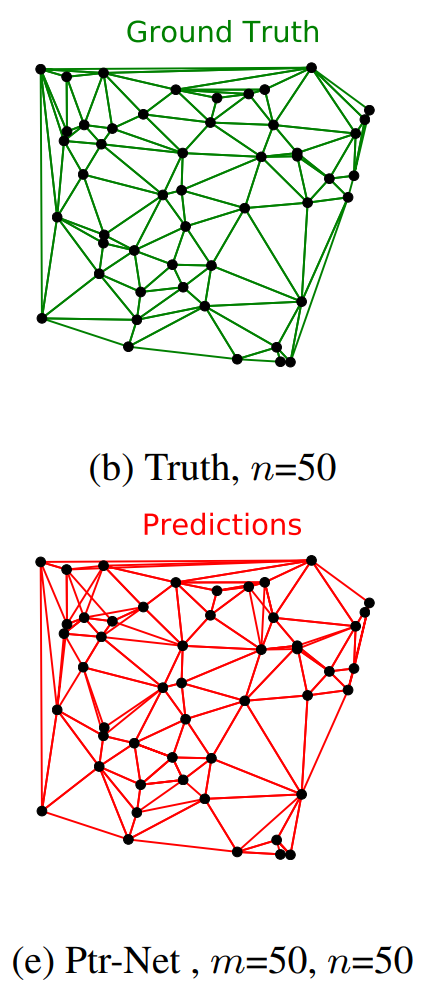 Ground Truth
(b) Truth, n=50
Predictions
(e) Ptr-Net , m=50, n=50